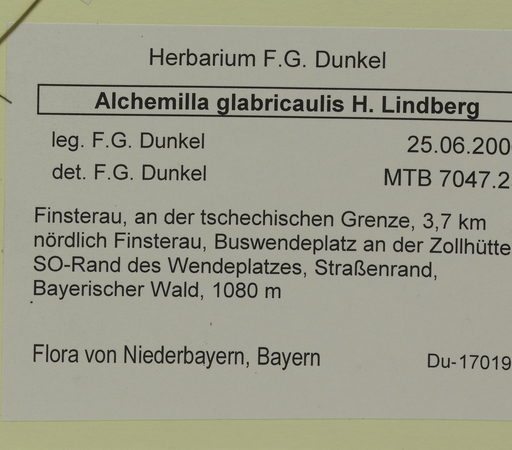 Herbarium F.G. Dunkel
Alchemilla glabricaulis H. Lindberg
leg. F.G. Dunkel 25.06.200
det. F.G. Dunkel MTB 7047.2
Finsterau, an der tschechischen Grenze, 3,7 km
nördlich Finsterau, Buswendeplatz an der Zollhütte
SO-Rand des Wendeplatzes, Straßenrand,
Bayerischer Wald, 1080 m
Flora von Niederbayern, Bayern Du-17019